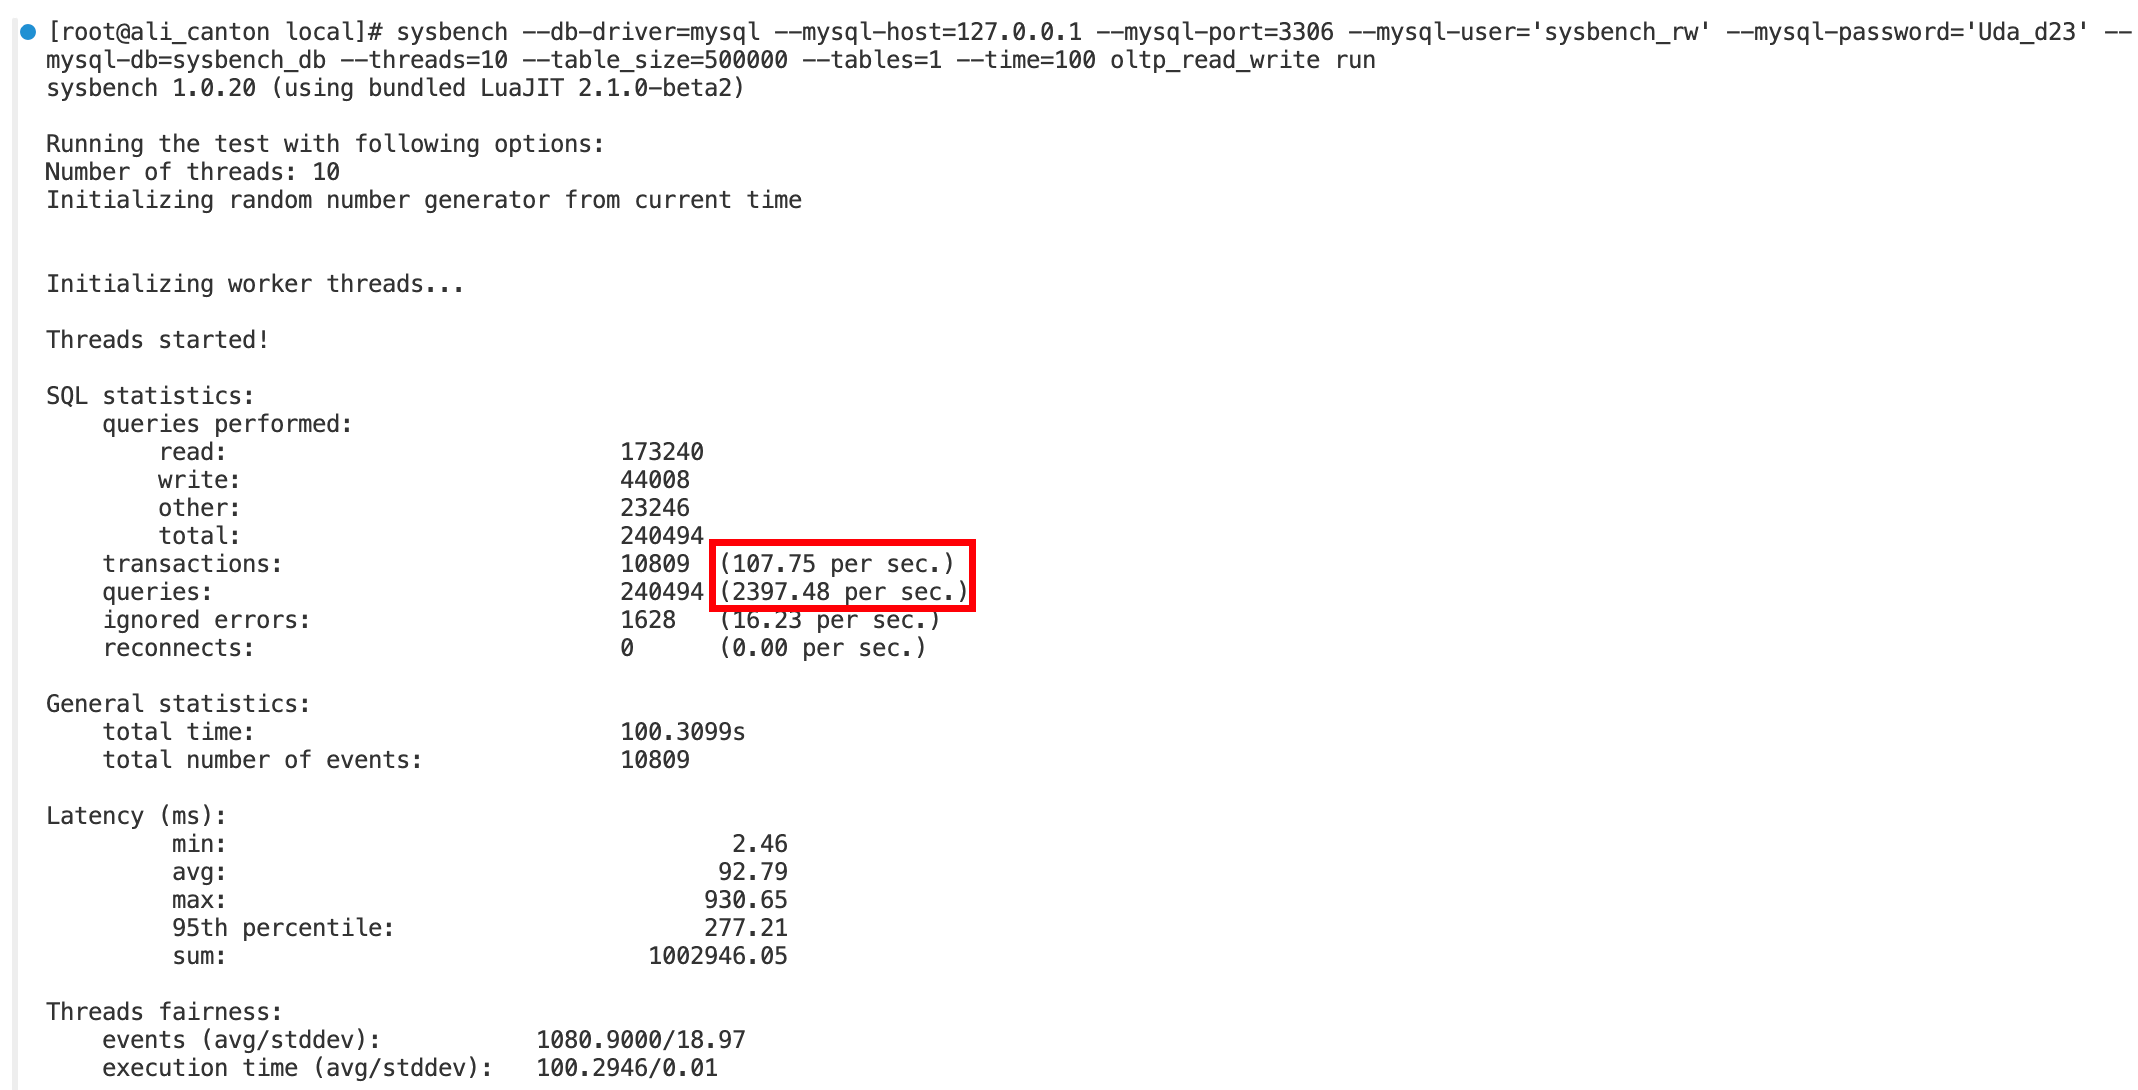 [root@ali_canton local]# sysbench --db-driver=mysql --mysql-host=127.0.0.1 --mysql-port=3306 --mysql-user='sysbench_rw' --mysql-password='Uda_d23' --
mysql-db=sysbench_db --threads=10 --table_size=500000 --tables=1 --time=100 oltp_read_write run
sysbench 1.0.20 (using bundled LuaJIT 2.1.0-beta2)
Running the test with following options:
Number of threads: 10
Initializing random number generator from current time
Initializing worker threads...
Threads started!
SQL statistics:
queries performed:
read: 173240
write: 44008
other: 23246
total: 240494
transactions: 10809 (107.75 per sec.)
queries: 240494 (2397.48 per sec.)
ignored errors: 1628 (16.23 per sec.)
reconnects: 0 (0.00 per sec.)
General statistics:
total time: 100.3099s
total number of events: 10809
Latency (ms):
min: 2.46
avg: 92.79
max: 930.65
95th percentile: 277.21
sum: 1002946.05
Threads fairness:
events (avg/stddev): 1080.9000/18.97
execution time (avg/stddev): 100.2946/0.01